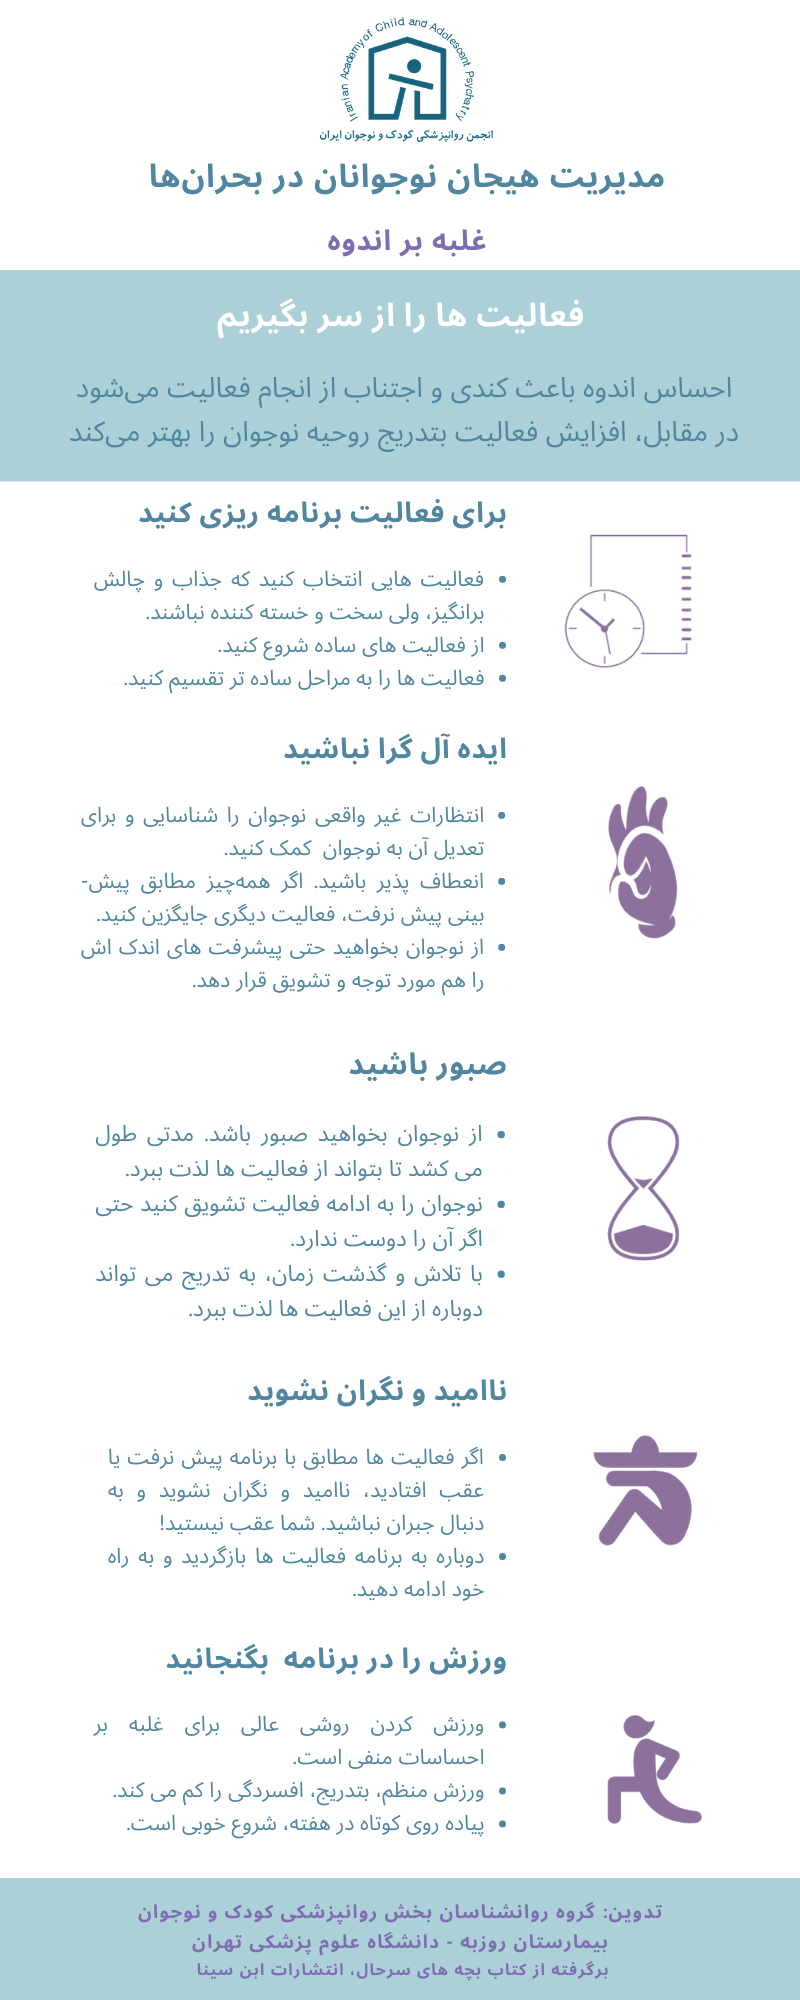 Iranian Academy of Child and Adolescent Psychatry
انجمن روانپزشکی کودک و نوجوان ایران
مدیریت هیجان نوجوانان در بحران‌ها
غلبه بر اندوه
فعالیت ها را از سر بگیریم
احساس اندوه باعث کندی و اجتناب از انجام فعالیت می‌شود
در مقابل، افزایش فعالیت بتدریج روحیه نوجوان را بهتر می‌کند
برای فعالیت برنامه ریزی کنید
• فعالیت هایی انتخاب کنید که جذاب و چالش
برانگیز، ولی سخت و خسته کننده نباشند.
• از فعالیت های ساده شروع کنید.
• فعالیت ها را به مراحل ساده تر تقسیم کنید.
ایده آل گرا نباشید
• انتظارات غیر واقعی نوجوان را شناسایی و برای
تعدیل آن به نوجوان کمک کنید.
• انعطاف پذیر باشید. اگر همه‌چیز مطابق پیش-
بینی پیش نرفت، فعالیت دیگری جایگزین کنید.
• از نوجوان بخواهید حتی پیشرفت های اندک اش
را هم مورد توجه و تشویق قرار دهد.
صبور باشید
• از نوجوان بخواهید صبور باشد. مدتی طول
می کشد تا بتواند از فعالیت ها لذت ببرد.
• نوجوان را به ادامه فعالیت تشویق کنید حتی
اگر آن را دوست ندارد.
• با تلاش و گذشت زمان، به تدریج می تواند
دوباره از این فعالیت ها لذت ببرد.
ناامید و نگران نشوید
• اگر فعالیت ها مطابق با برنامه پیش نرفت یا
عقب افتادید، ناامید و نگران نشوید و به
دنبال جبران نباشید. شما عقب نیستید!
• دوباره به برنامه فعالیت ها بازگردید و به راه
خود ادامه دهید.
ورزش را در برنامه بگنجانید
• ورزش کردن روشی عالی برای غلبه بر
احساسات منفی است.
• ورزش منظم، بتدریج، افسردگی را کم می کند.
• پیاده روی کوتاه در هفته، شروع خوبی است.
تدوین: گروه روانشناسان بخش روانپزشکی کودک و نوجوان
بیمارستان روزبه - دانشگاه علوم پزشکی تهران
برگرفته از کتاب بچه های سرحال، انتشارات ابن سینا